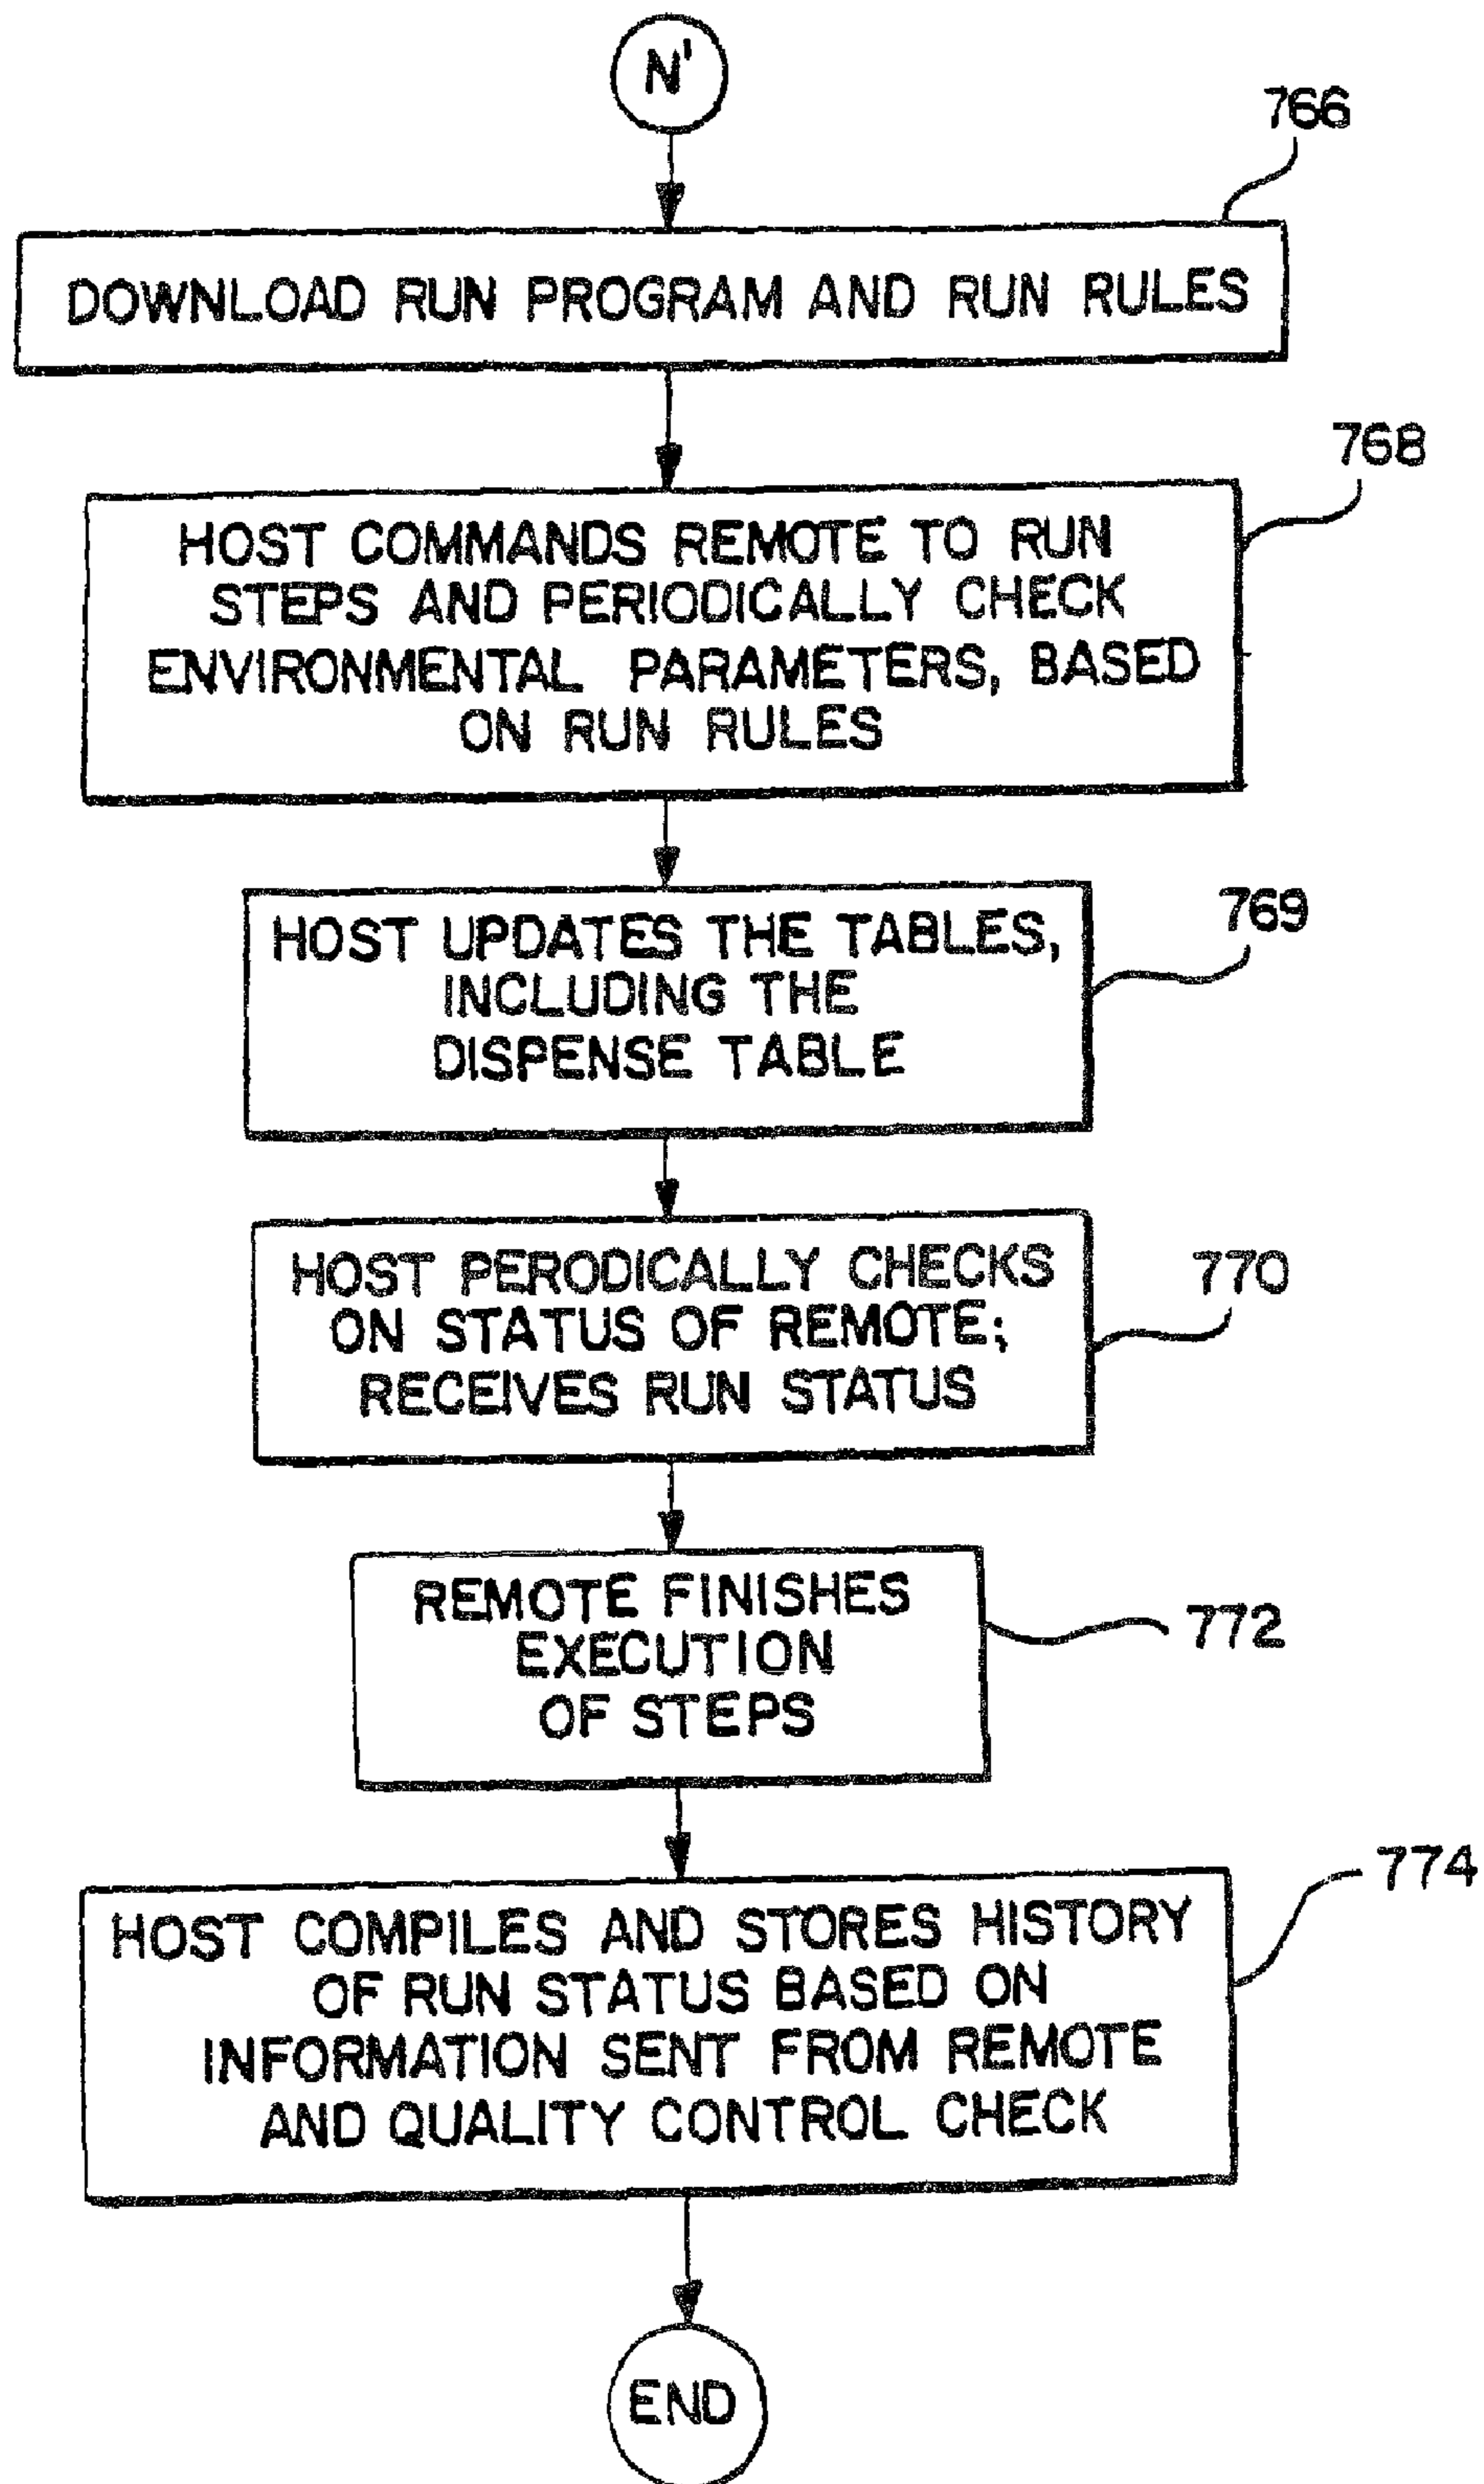 N'
766
DOWNLOAD RUN PROGRAM AND RUN RULES
768
HOST COMMANDS REMOTE TO RUN
STEPS AND PERIODICALLY CHECK
ENVIRONMENTAL PARAMETERS, BASED
ON RUN RULES
769
HOST UPDATES THE TABLES,
INCLUDING THE
DISPENSE TABLE
770
HOST PERODICALLY CHECKS
ON STATUS OF REMOTE;
RECEIVES RUN STATUS
772
REMOTE FINISHES
EXECUTION
OF STEPS
774
HOST COMPILES AND STORES HISTORY
OF RUN STATUS BASED ON
INFORMATION SENT FROM REMOTE
AND QUALITY CONTROL CHECK
END